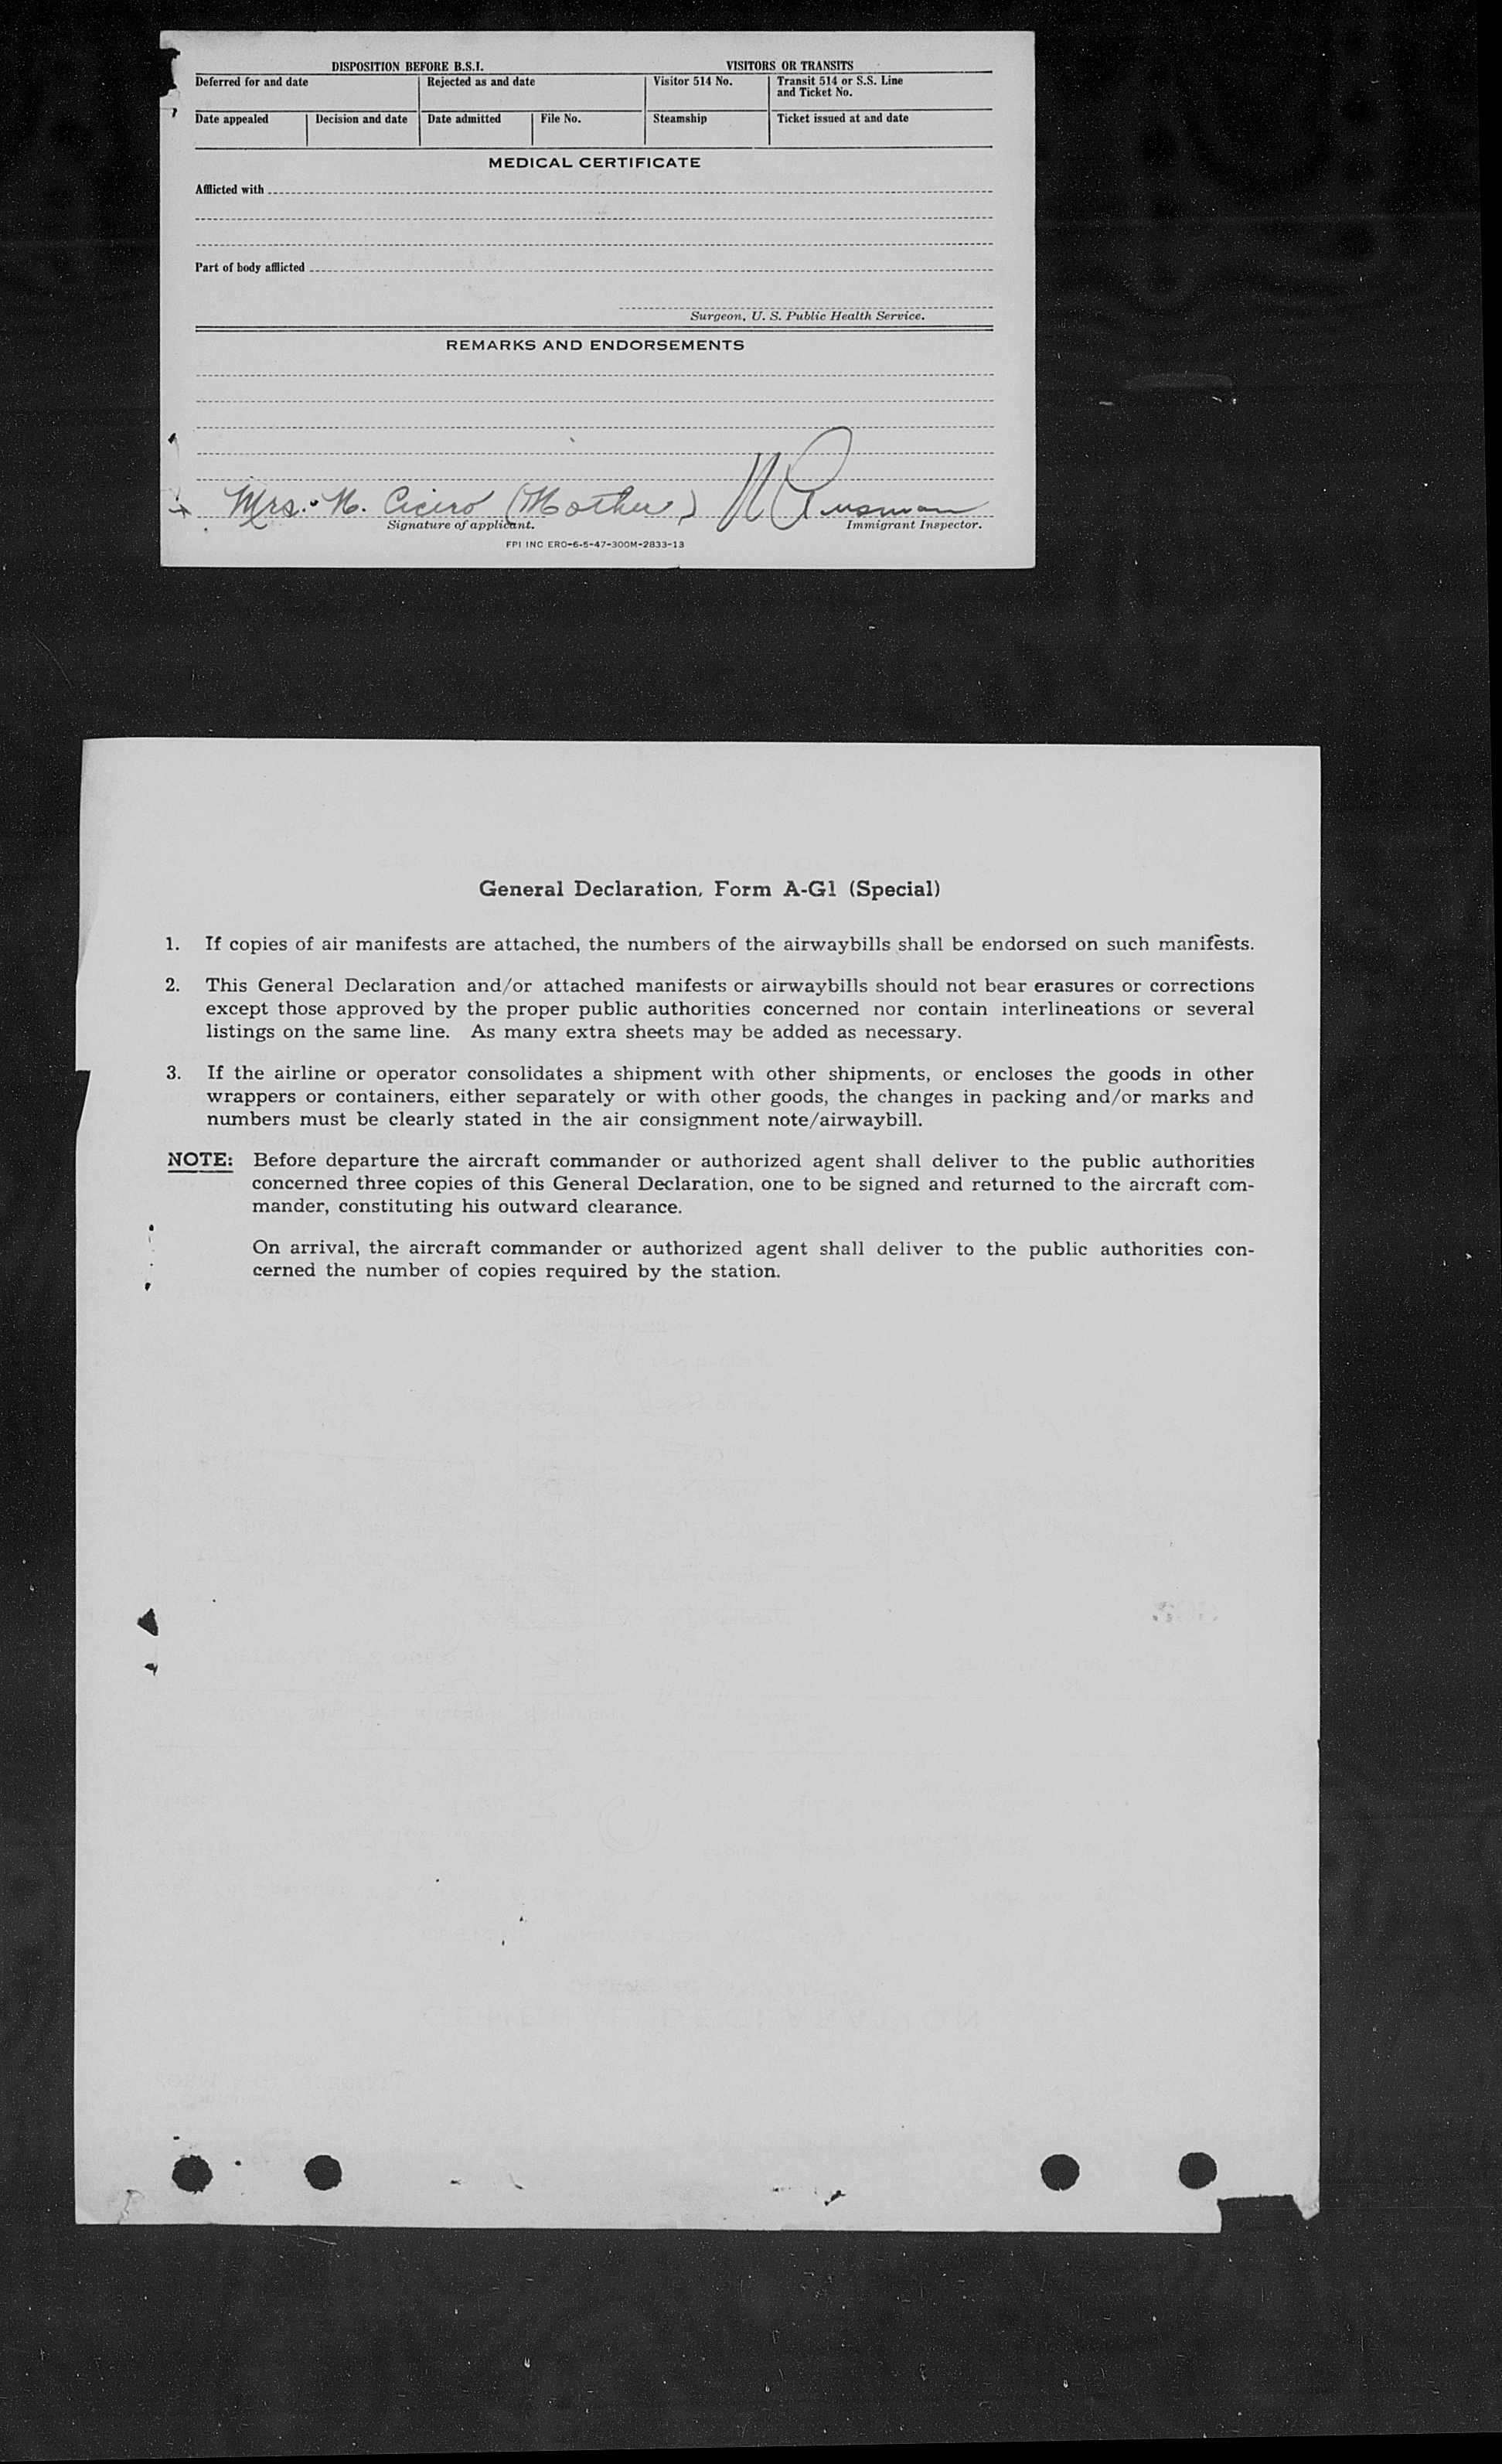 DISPOSITION BEFORE B.S.I. VISITORS OR TRANSITS
Deferred for and date Rejected as and date Visitor 514 No. Transit 514 or S.S. Line
and Ticket No.
Date appealed Decision and date Date admitted File No. Steamship Ticket issued at and date
MEDICAL CERTIFICATE
Afflicted with
Part of body afflicted
Surgeon, U. S. Public Health Service.
REMARKS AND ENDORSEMENTS
Mrs. N. Cicero (Mother)
Signature of applicant. Immigrant Inspector.
FPI INC ERO-6-5-47-300M-2833-13
General Declaration, Form A-G1 (Special)
1. If copies of air manifests are attached, the numbers of the airwaybills shall be endorsed on such manifests.
2. This General Declaration and/or attached manifests or airwaybills should not bear erasures or corrections
except those approved by the proper public authorities concerned nor contain interlineations or several
listings on the same line. As many extra sheets may be added as necessary.
3. If the airline or operator consolidates a shipment with other shipments, or encloses the goods in other
wrappers or containers, either separately or with other goods, the changes in packing and/or marks and
numbers must be clearly stated in the air consignment note/airwaybill.
NOTE: Before departure the aircraft commander or authorized agent shall deliver to the public authorities
concerned three copies of this General Declaration, one to be signed and returned to the aircraft com-
mander, constituting his outward clearance.
On arrival, the aircraft commander or authorized agent shall deliver to the public authorities con-
cerned the number of copies required by the station.